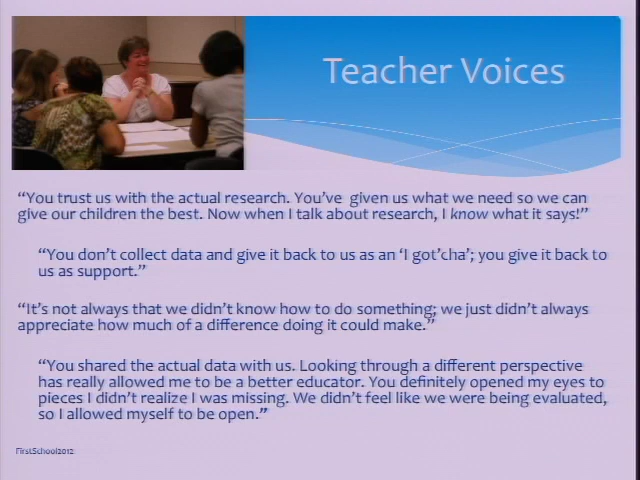 Teacher Voices
“You trust us with the actual research. You’ve given us what we need so we can
give our children the best. Now when I talk about research, I know what it says!”
“You don’t collect data and give it back to us as an ‘I got’cha’; you give it back to
us as support.”
“It’s not always that we didn’t know how to do something; we just didn’t always
appreciate how much of a difference doing it could make.”
“You shared the actual data with us. Looking through a different perspective
has really allowed me to be a better educator. You definitely opened my eyes to
pieces I didn’t realize I was missing. We didn’t feel like we were being evaluated,
so I allowed myself to be open.”
FirstSchool2012